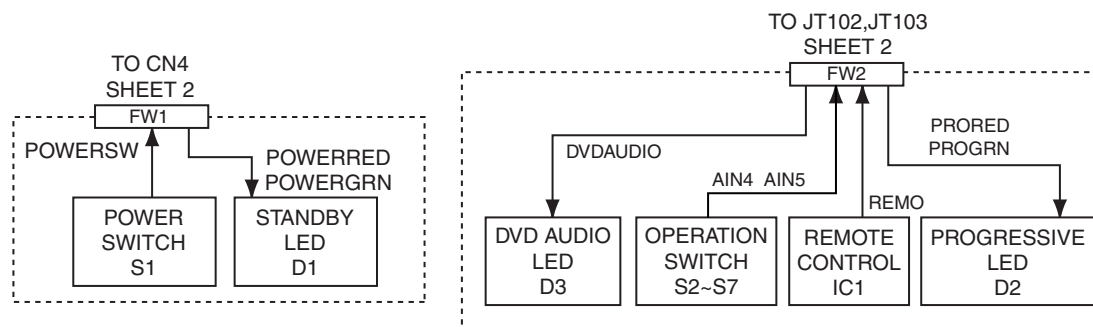 TO CN4
SHEET 2
FW1
POWERSW
POWERRED
POWERGRN
POWER
SWITCH
S1
STANDBY
LED
D1
TO JT102,JT103
SHEET 2
FW2
DVDAUDIO
AIN4 AIN5
REMO
PRORED
PROGRN
DVD AUDIO
LED
D3
OPERATION
SWITCH
S2~S7
REMOTE
CONTROL
IC1
PROGRESSIVE
LED
D2